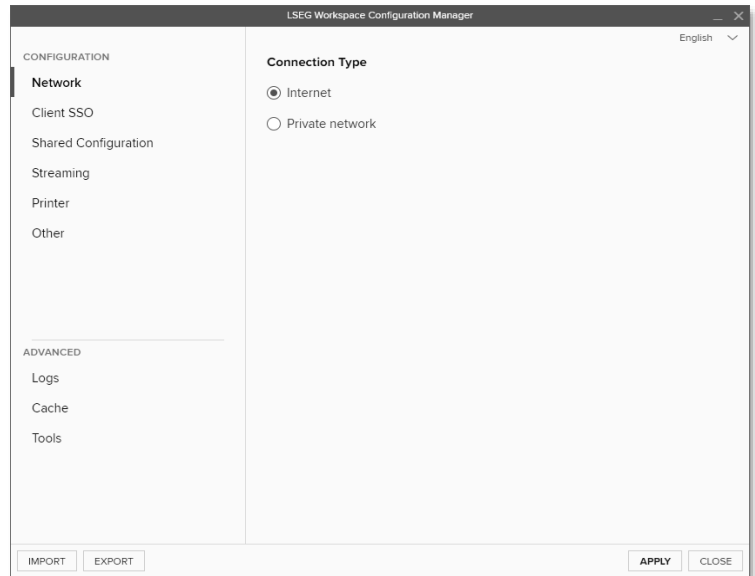 LSEG Workspace Configuration Manager
English
CONFIGURATION
Network
Client SSO
Shared Configuration
Streaming
Printer
Other
ADVANCED
Logs
Cache
Tools
Connection Type
Internet
Private network
IMPORT EXPORT APPLY CLOSE